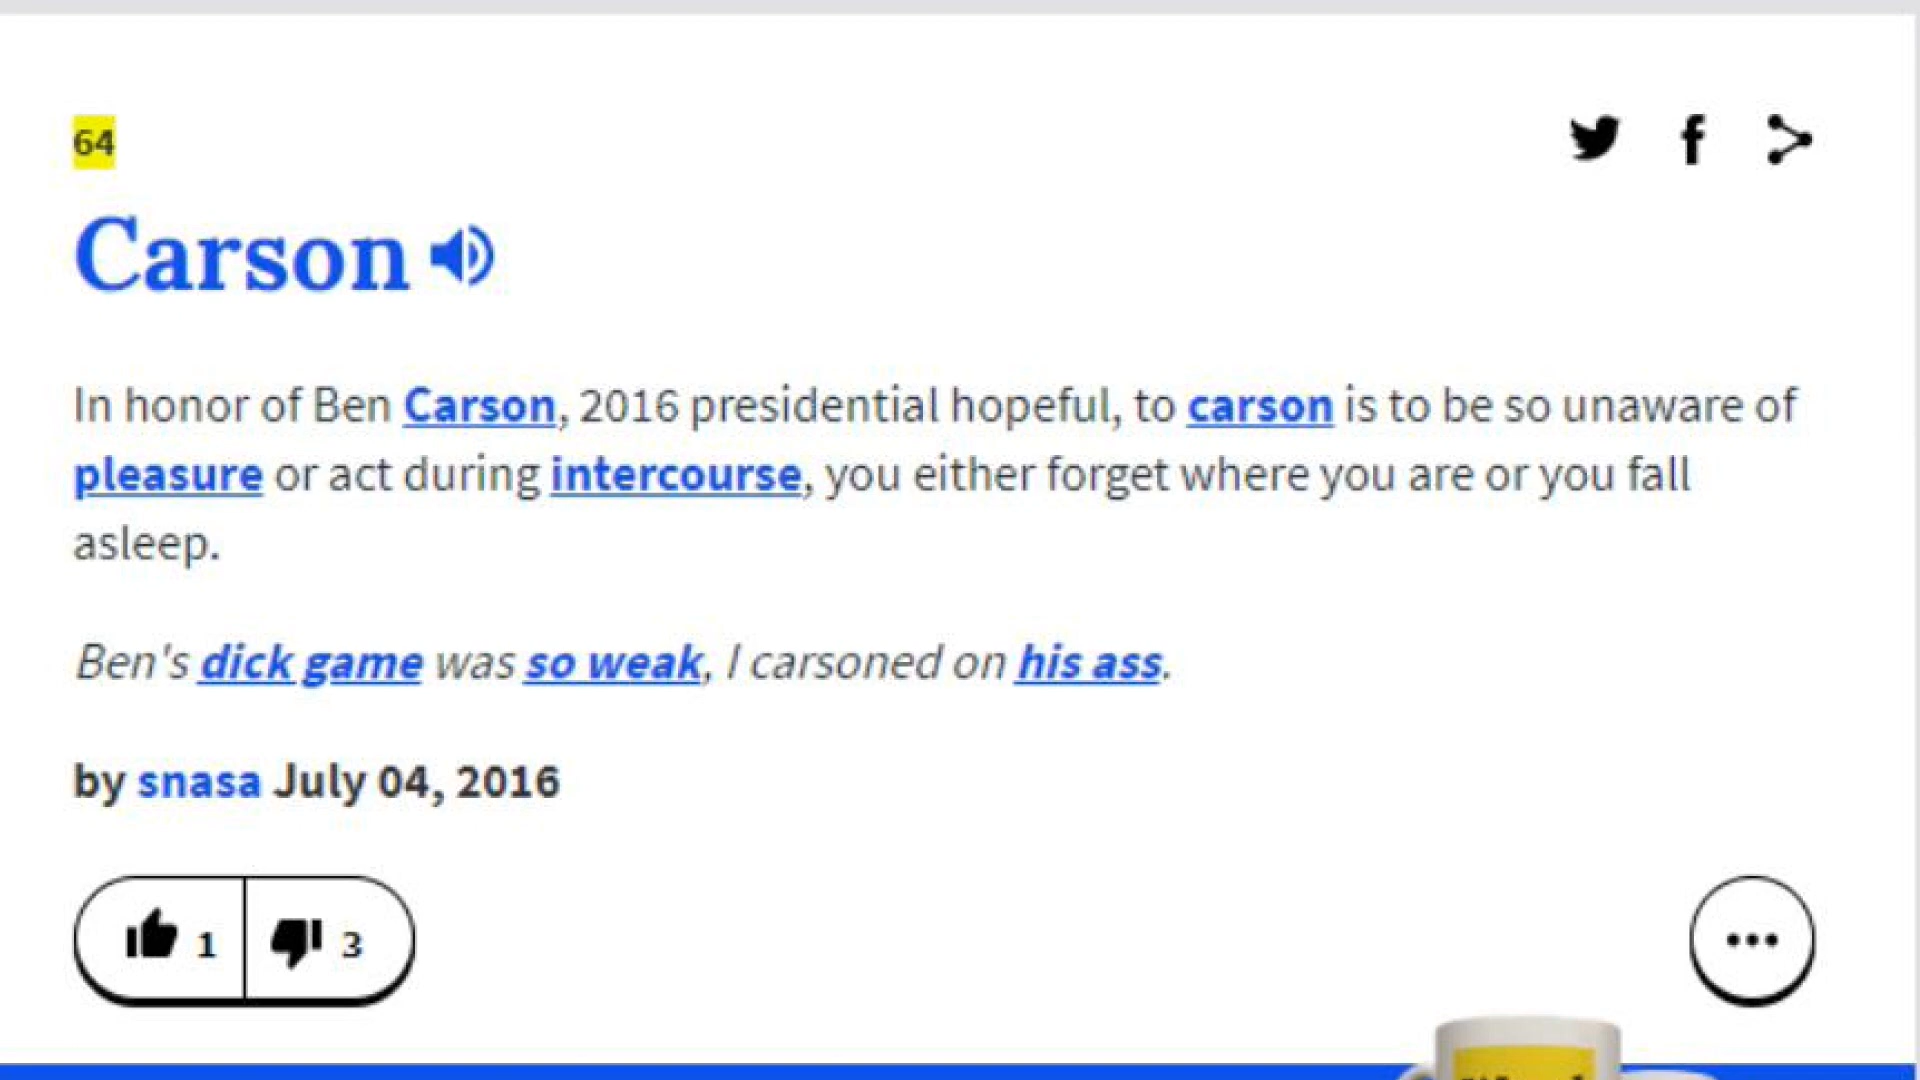 64
Carson
In honor of Ben Carson, 2016 presidential hopeful, to carson is to be so unaware of
pleasure or act during intercourse, you either forget where you are or you fall
asleep.
Ben's dick game was so weak, I carsoned on his ass.
by snasa July 04, 2016
1 3